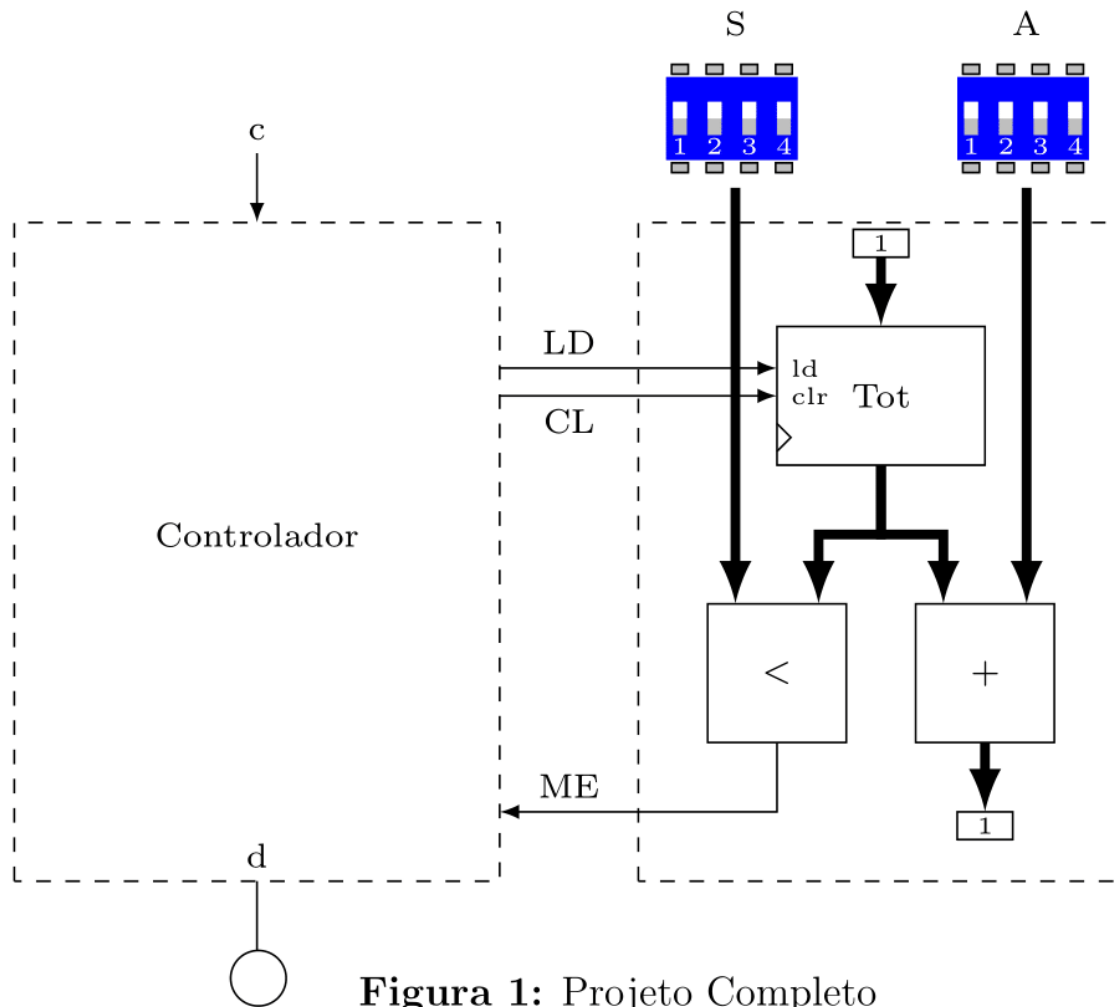 S
A
1 2 3 4
1 2 3 4
c
1
LD
ld
clr
Tot
CL
Controlador
<
+
ME
1
d
Figura 1: Projeto Completo